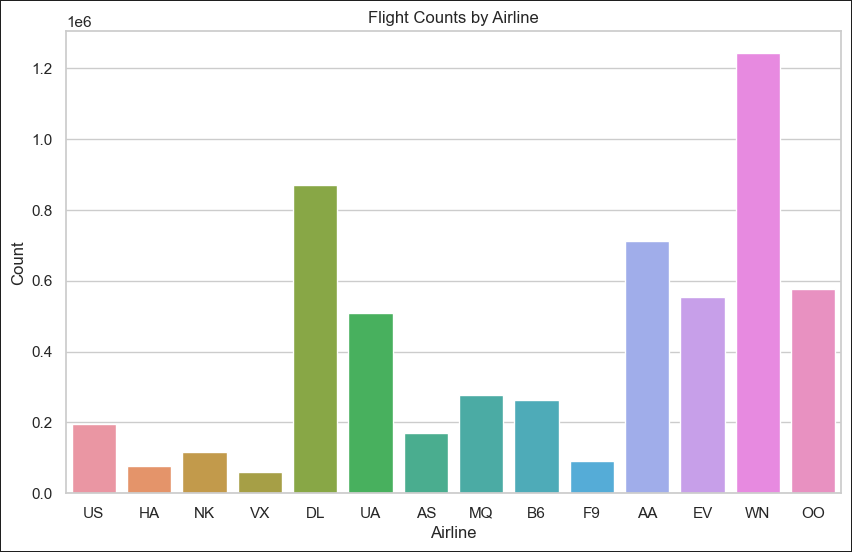 Flight Counts by Airline
1e6
1.2
1.0
0.8
0.6
0.4
0.2
0.0
Count
US HA NK VX DL UA AS MQ B6 F9 AA EV WN OO
Airline